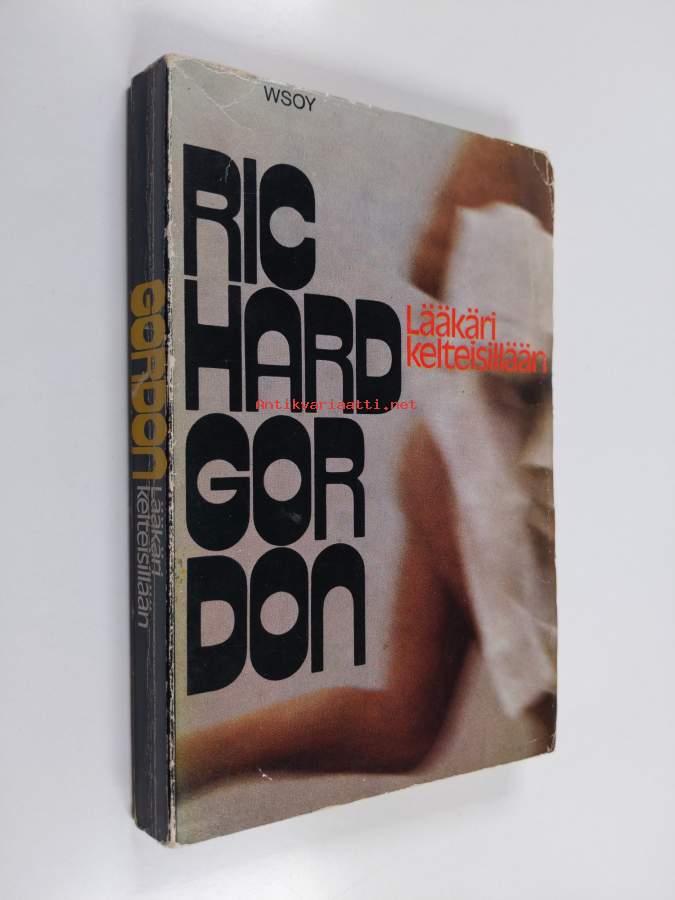 WSOY
RIC
HARD
GOR
DON
Lääkäri
kelteisillään
Antikvariaatti.net
GORDON
Lääkäri
kelteisillään